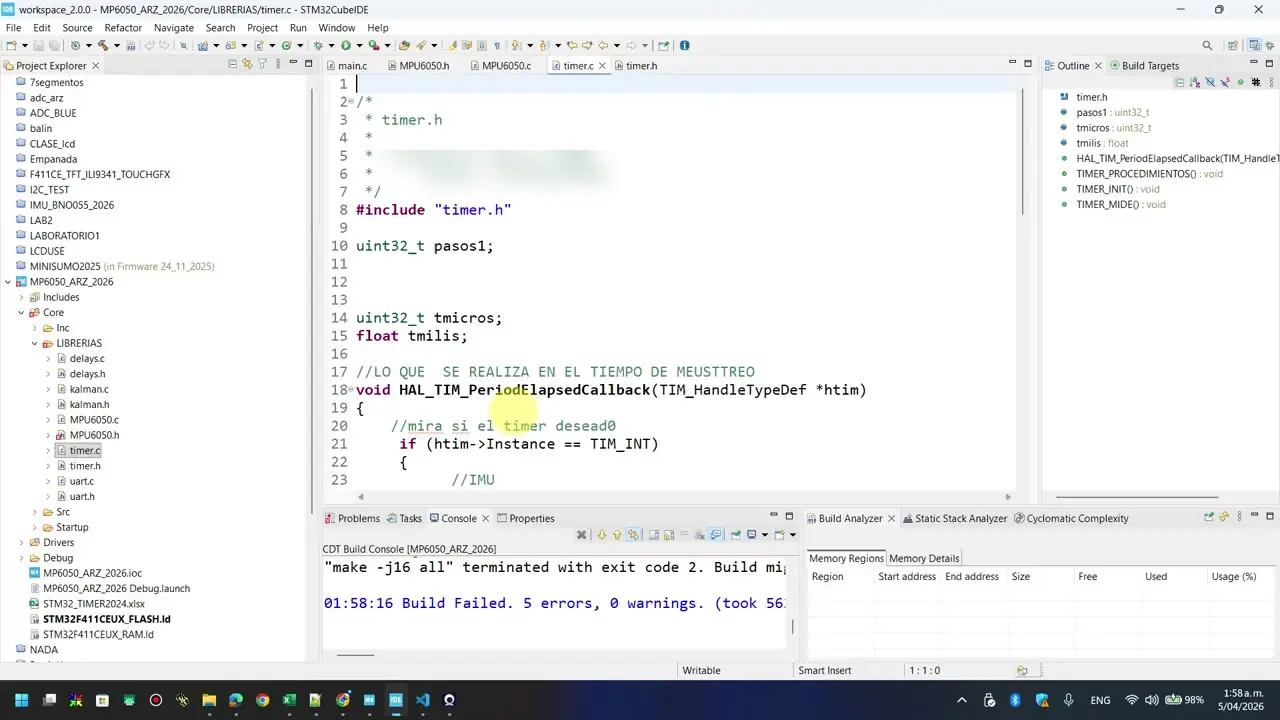 workspace_2.0.0 - MP6050_ARZ_2026/Core/LIBRERIAS/timer.c - STM32CubeIDE
File Edit Source Refactor Navigate Search Project Run Window Help
Project Explorer
7segmentos
adc_arz
ADC_BLUE
balin
CLASE_lcd
Empanada
F411CE_TFT_ILI9341_TOUCHGFX
I2C_TEST
IMU_BNO055_2026
LAB2
LABORATORIO1
LCDUSE
MINISUMO2025 (in Firmware 24_11_2025)
MP6050_ARZ_2026
Includes
Core
Inc
LIBRERIAS
delays.c
delays.h
kalman.c
kalman.h
MPU6050.c
MPU6050.h
timer.c
timer.h
uart.c
uart.h
Src
Startup
Drivers
Debug
MP6050_ARZ_2026.ioc
MP6050_ARZ_2026 Debug.launch
STM32_TIMER2024.xlsx
STM32F411CEUX_FLASH.ld
STM32F411CEUX_RAM.ld
NADA
main.c MPU6050.h MPU6050.c timer.c timer.h
1
2 /*
3 * timer.h
4 *
5 *
6 *
7 */
8 #include "timer.h"
9
10 uint32_t pasos1;
11
12
13
14 uint32_t tmicros;
15 float tmilis;
16
17 //LO QUE SE REALIZA EN EL TIEMPO DE MEUSTTREO
18 void HAL_TIM_PeriodElapsedCallback(TIM_HandleTypeDef *htim)
19 {
20 //mira si el timer desead0
21 if (htim->Instance == TIM_INT)
22 {
23 //IMU
Outline Build Targets
timer.h
pasos1 : uint32_t
tmicros : uint32_t
tmilis : float
HAL_TIM_PeriodElapsedCallback(TIM_HandleT
TIMER_PROCEDIMIENTOS() : void
TIMER_INIT() : void
TIMER_MIDE() : void
Problems Tasks Console Properties
CDT Build Console [MP6050_ARZ_2026]
"make -j16 all" terminated with exit code 2. Build mi
01:58:16 Build Failed. 5 errors, 0 warnings. (took 56
Build Analyzer Static Stack Analyzer Cyclomatic Complexity
Memory Regions Memory Details
Region Start address End address Size Free Used Usage (%)
Writable Smart Insert 1 : 1 : 0
ENG 98% 1:58 a.m.
5/04/2026